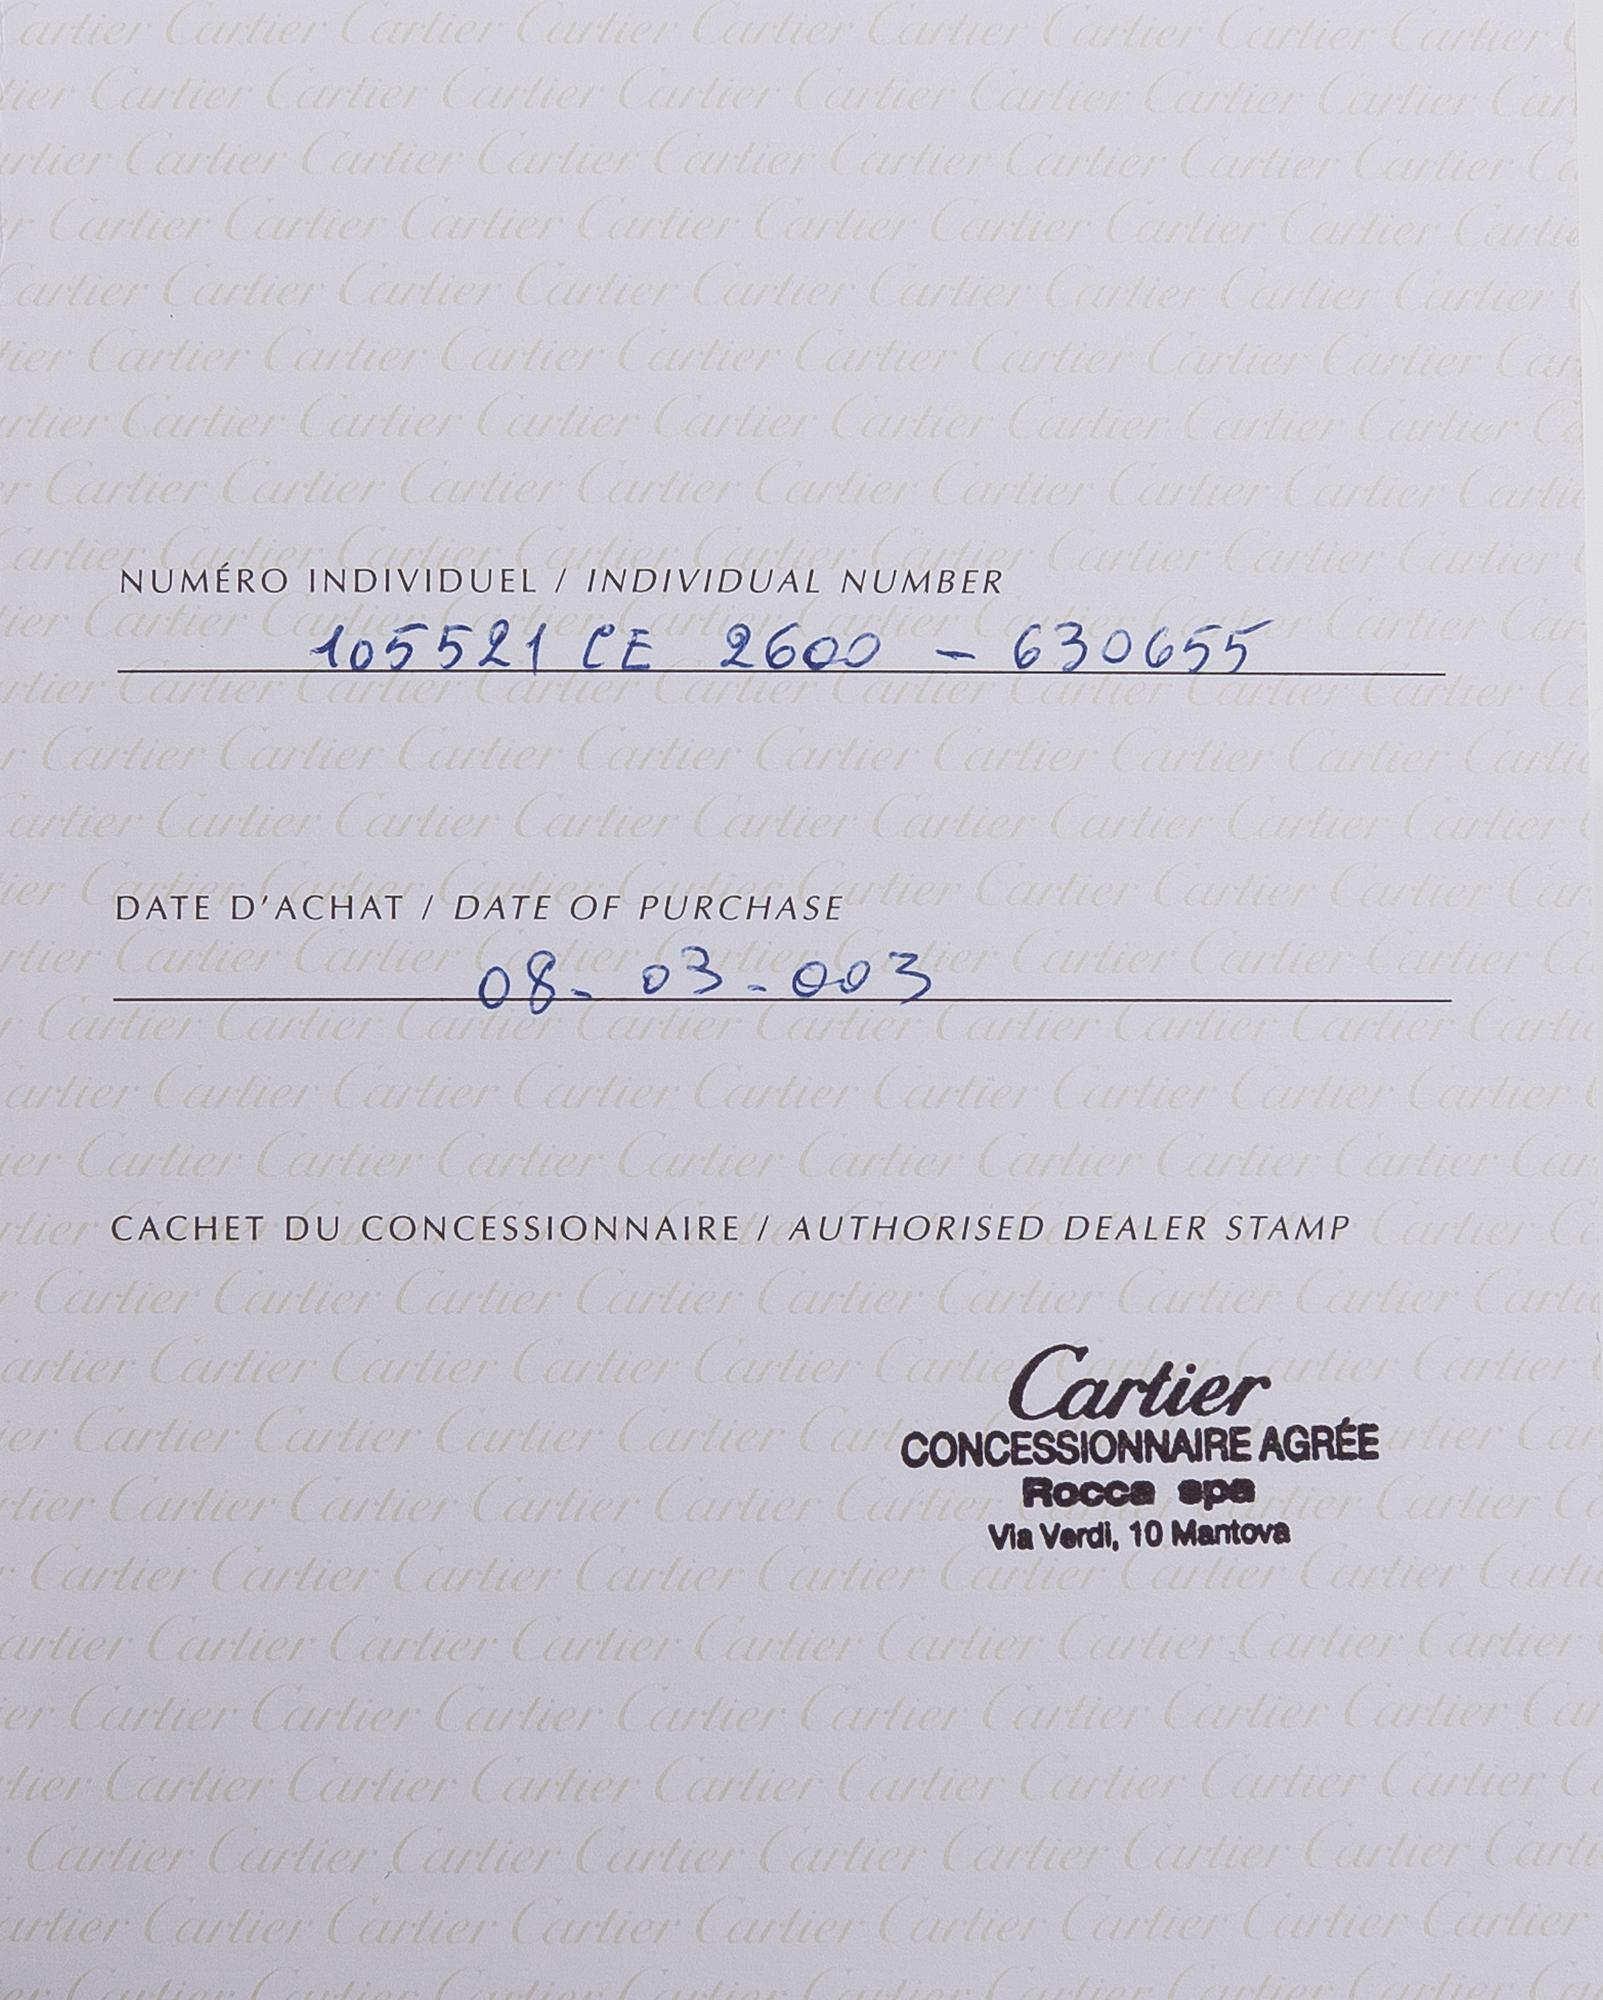 NUMÉRO INDIVIDUEL / INDIVIDUAL NUMBER
105521 CE 2600 - 630655
DATE D'ACHAT / DATE OF PURCHASE
08- 03-003
CACHET DU CONCESSIONNAIRE / AUTHORISED DEALER STAMP
Cartier
CONCESSIONNAIRE AGRÉE
Rocca spa
Via Verdi, 10 Mantova